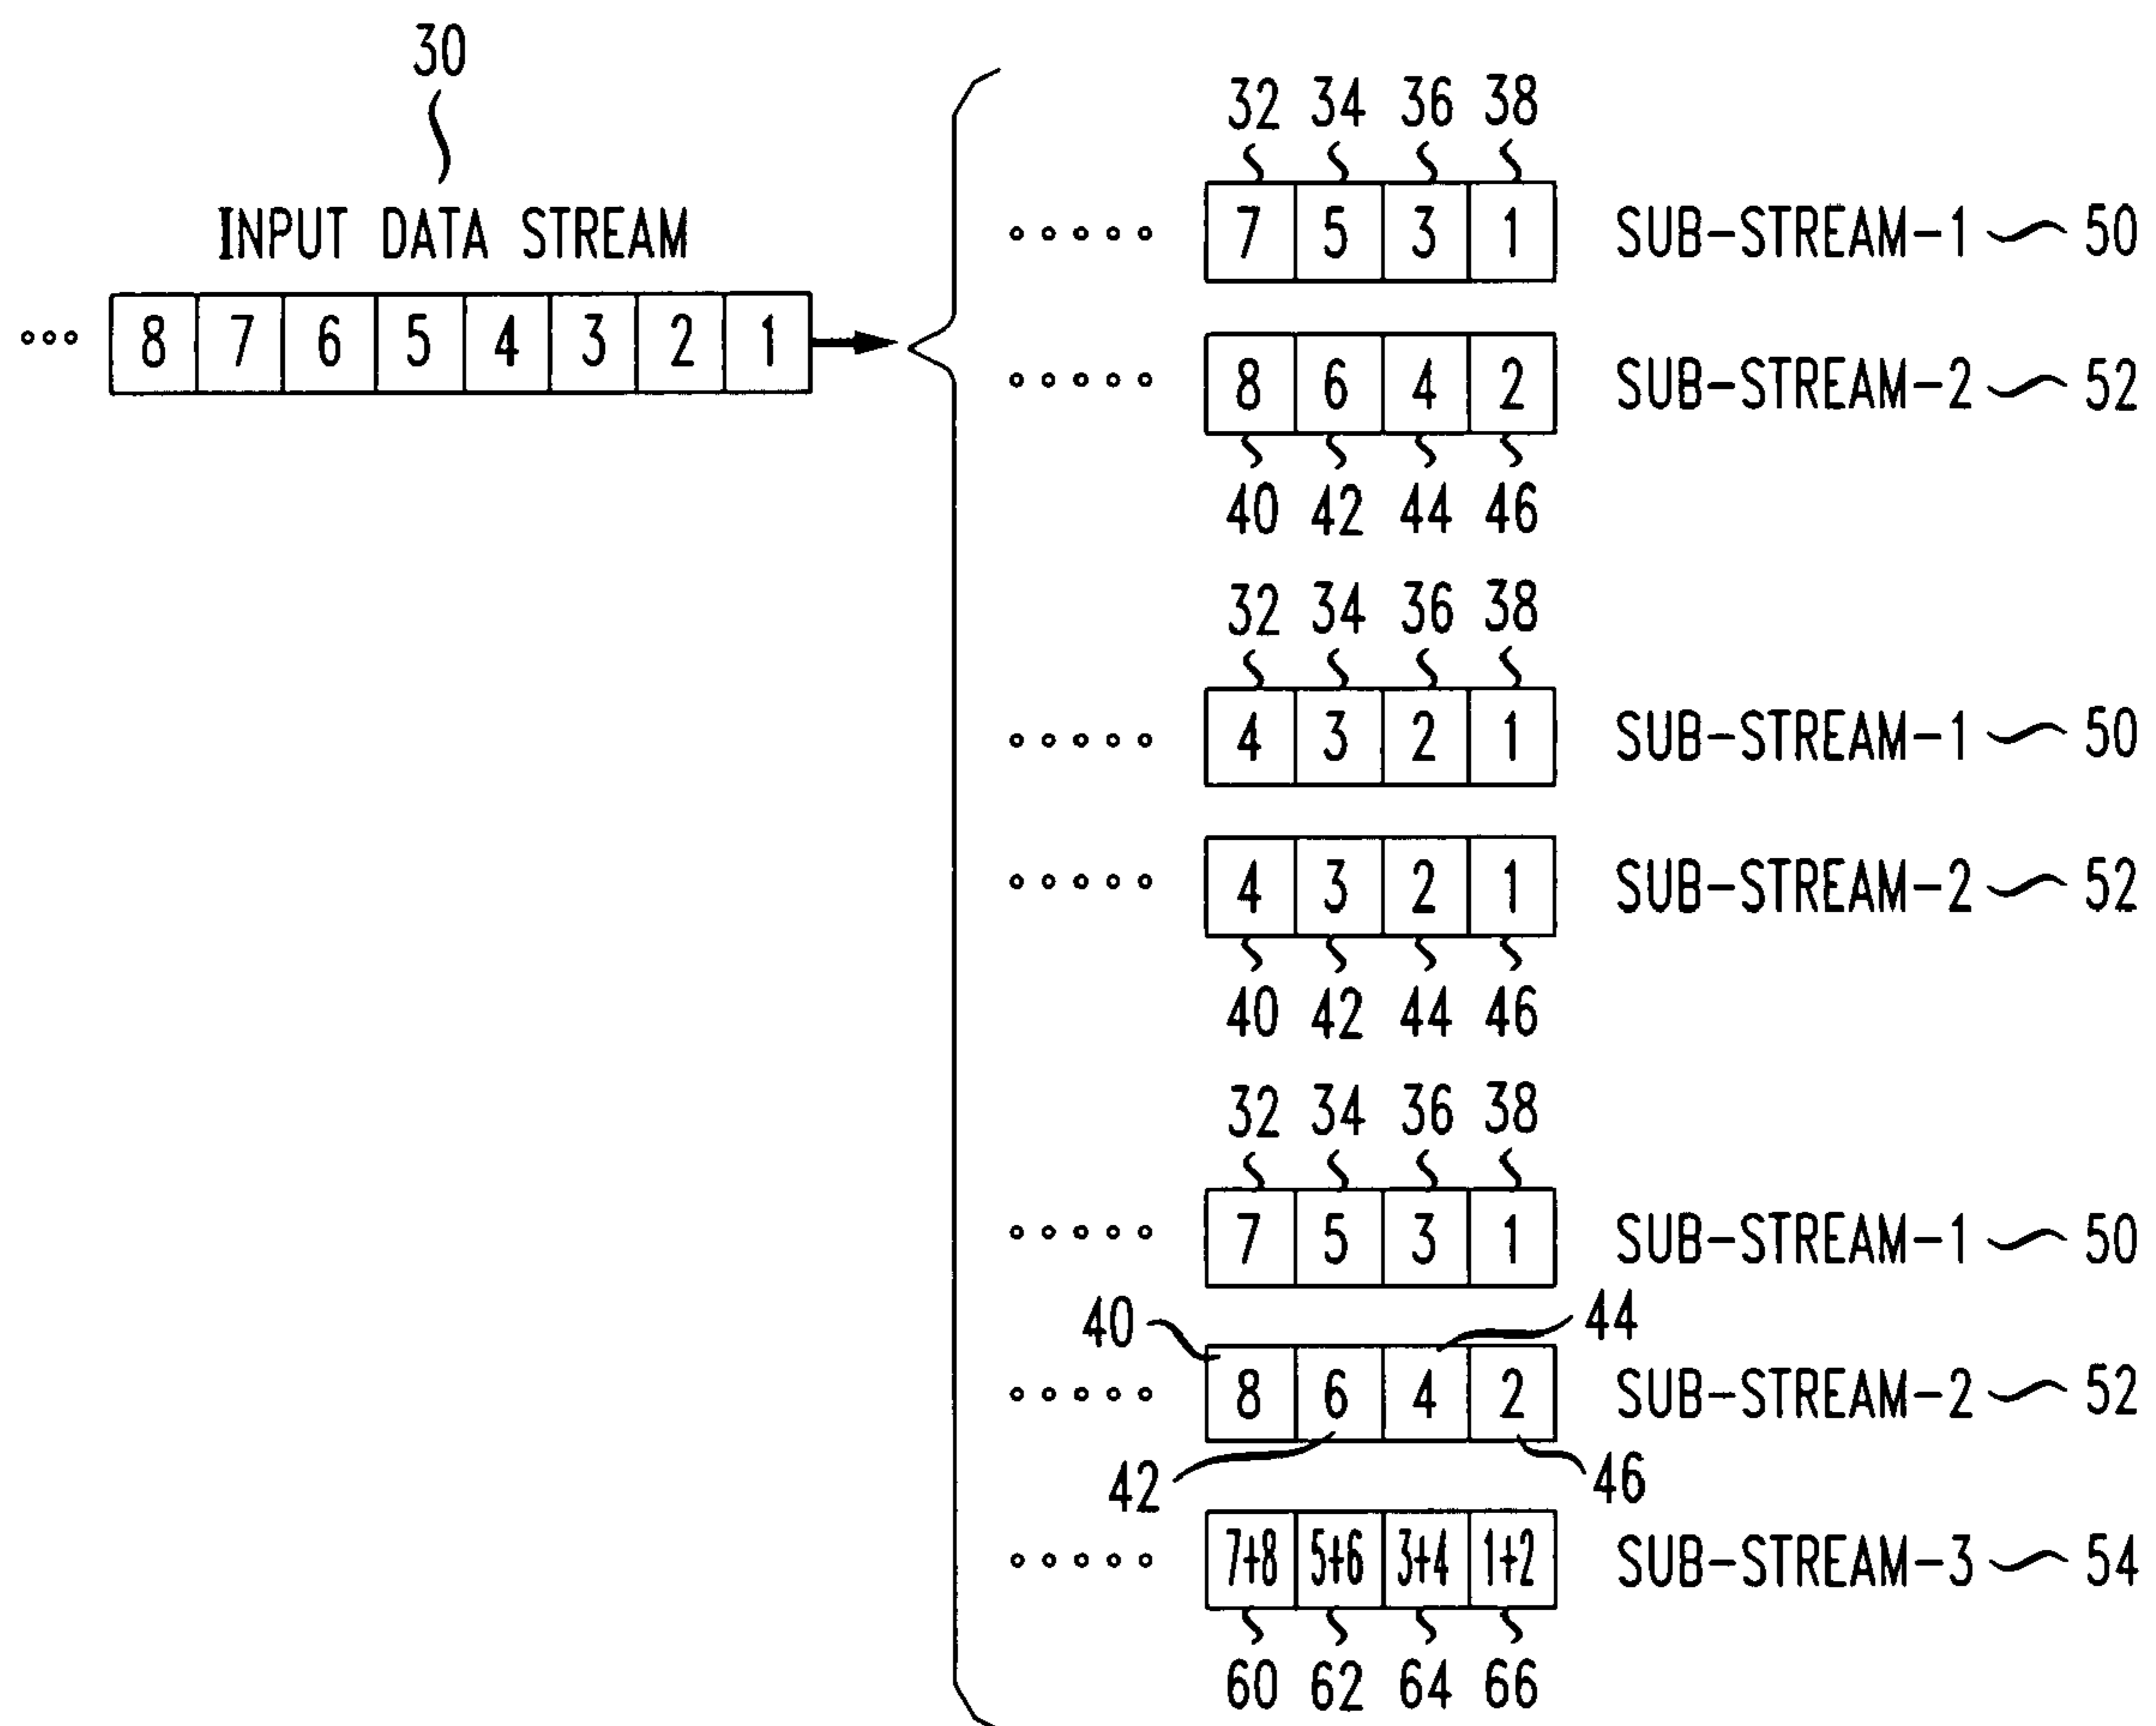 30
INPUT DATA STREAM
8 7 6 5 4 3 2 1
32 34 36 38
7 5 3 1 SUB-STREAM-1 50
8 6 4 2 SUB-STREAM-2 52
40 42 44 46
32 34 36 38
4 3 2 1 SUB-STREAM-1 50
4 3 2 1 SUB-STREAM-2 52
40 42 44 46
32 34 36 38
7 5 3 1 SUB-STREAM-1 50
40 44
8 6 4 2 SUB-STREAM-2 52
42 46
7+8 5+6 3+4 1+2 SUB-STREAM-3 54
60 62 64 66